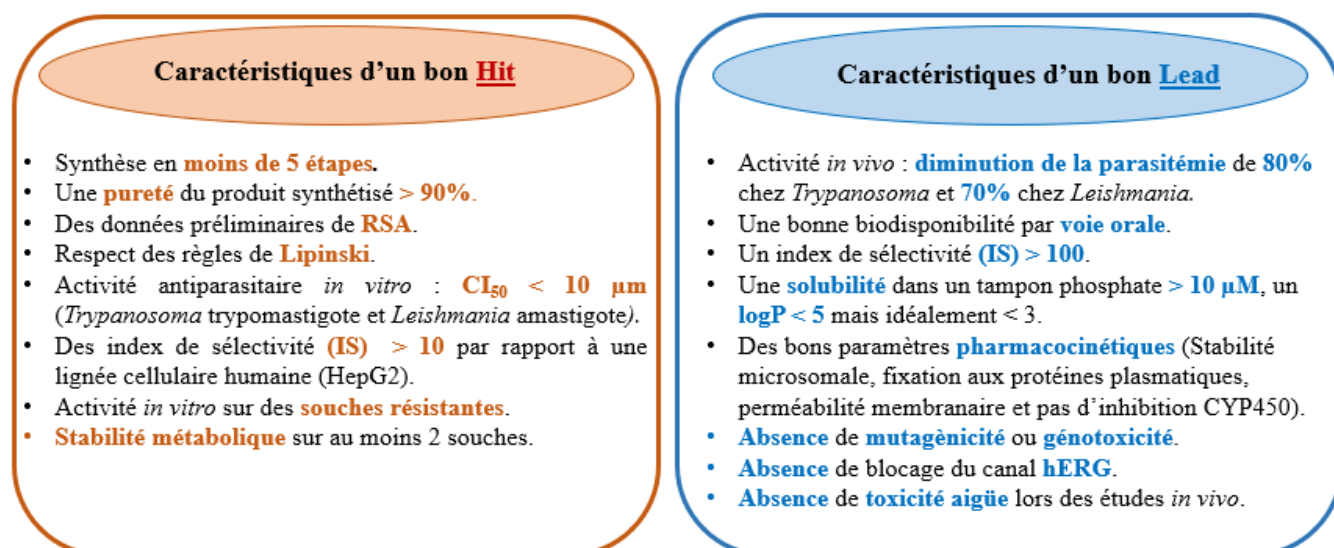 Caractéristiques d’un bon Hit
• Synthèse en moins de 5 étapes.
• Une pureté du produit synthétisé > 90%.
• Des données préliminaires de RSA.
• Respect des règles de Lipinski.
• Activité antiparasitaire in vitro : CI50 < 10 µm
(Trypanosoma trypomastigote et Leishmania amastigote).
• Des index de sélectivité (IS) > 10 par rapport à une
lignée cellulaire humaine (HepG2).
• Activité in vitro sur des souches résistantes.
• Stabilité métabolique sur au moins 2 souches.
Caractéristiques d’un bon Lead
• Activité in vivo : diminution de la parasitémie de 80%
chez Trypanosoma et 70% chez Leishmania.
• Une bonne biodisponibilité par voie orale.
• Un index de sélectivité (IS) > 100.
• Une solubilité dans un tampon phosphate > 10 µM, un
logP < 5 mais idéalement < 3.
• Des bons paramètres pharmacocinétiques (Stabilité
microsomale, fixation aux protéines plasmatiques,
perméabilité membranaire et pas d’inhibition CYP450).
• Absence de mutagènicité ou génotoxicité.
• Absence de blocage du canal hERG.
• Absence de toxicité aigüe lors des études in vivo.